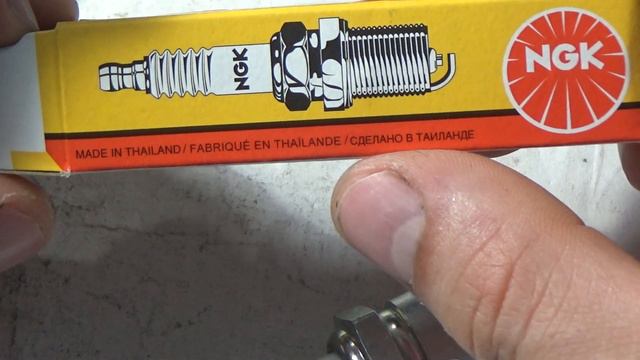 NGK
NGK
MADE IN THAILAND / FABRIQUÉ EN THAÏLANDE / СДЕЛАНО В ТАИЛАНДЕ